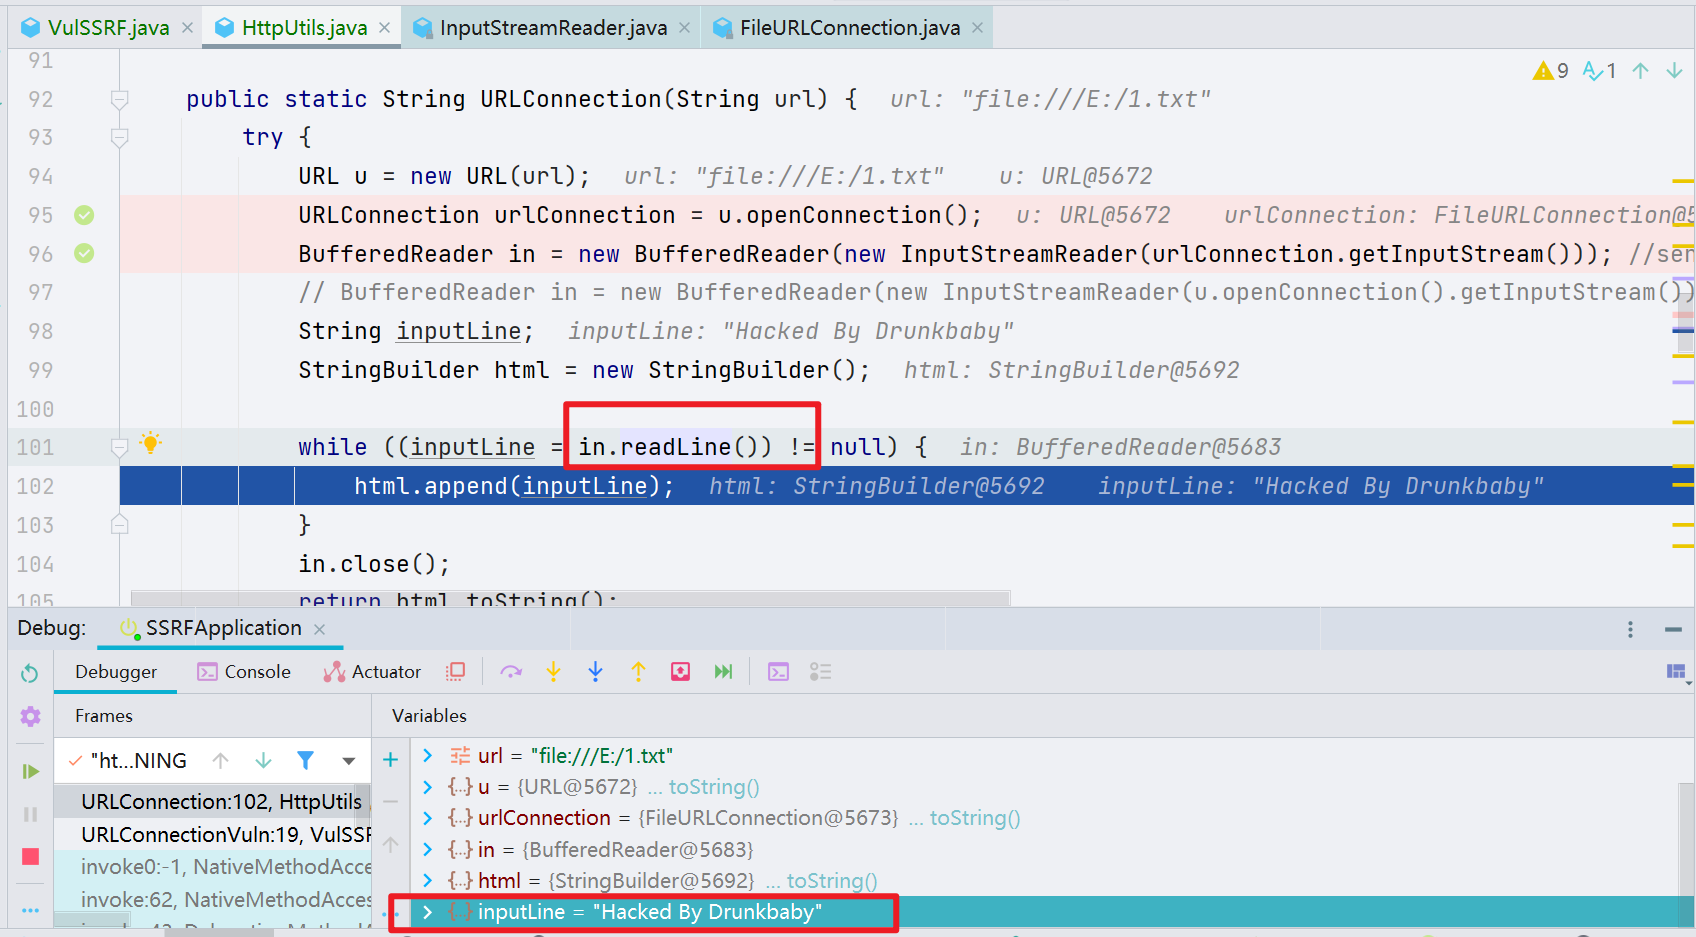 VulSSRF.java
HttpUtils.java
InputStreamReader.java
FileURLConnection.java
91
9 1
92 public static String URLConnection(String url) { url: "file:///E:/1.txt"
93 try {
94 URL u = new URL(url); url: "file:///E:/1.txt" u: URL@5672
95 URLConnection urlConnection = u.openConnection(); u: URL@5672 urlConnection: FileURLConnection@5
96 BufferedReader in = new BufferedReader(new InputStreamReader(urlConnection.getInputStream())); //sen
97 // BufferedReader in = new BufferedReader(new InputStreamReader(u.openConnection().getInputStream())
98 String inputLine; inputLine: "Hacked By Drunkbaby"
99 StringBuilder html = new StringBuilder(); html: StringBuilder@5692
100
101 while ((inputLine = in.readLine()) != null) { in: BufferedReader@5683
102 html.append(inputLine); html: StringBuilder@5692 inputLine: "Hacked By Drunkbaby"
103 }
104 in.close();
105 return html.toString();
Debug: SSRFApplication
Debugger Console Actuator
Frames
Variables
"ht...NING
URLConnection:102, HttpUtils
URLConnectionVuln:19, VulSSRF
invoke0:-1, NativeMethodAcce
invoke:62, NativeMethodAcces
url = "file:///E:/1.txt"
u = {URL@5672} ... toString()
urlConnection = {FileURLConnection@5673} ... toString()
in = {BufferedReader@5683}
html = {StringBuilder@5692} ... toString()
inputLine = "Hacked By Drunkbaby"